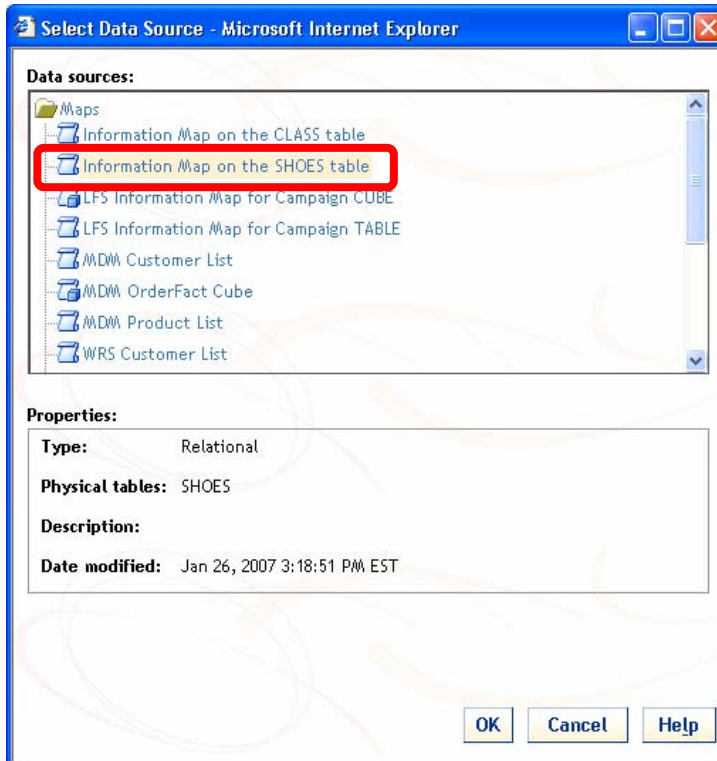 Select Data Source - Microsoft Internet Explorer
Data sources:
Maps
Information Map on the CLASS table
Information Map on the SHOES table
LFS Information Map for Campaign CUBE
LFS Information Map for Campaign TABLE
MDM Customer List
MDM OrderFact Cube
MDM Product List
WRS Customer List
Properties:
Type: Relational
Physical tables: SHOES
Description:
Date modified: Jan 26, 2007 3:18:51 PM EST
OK Cancel Help